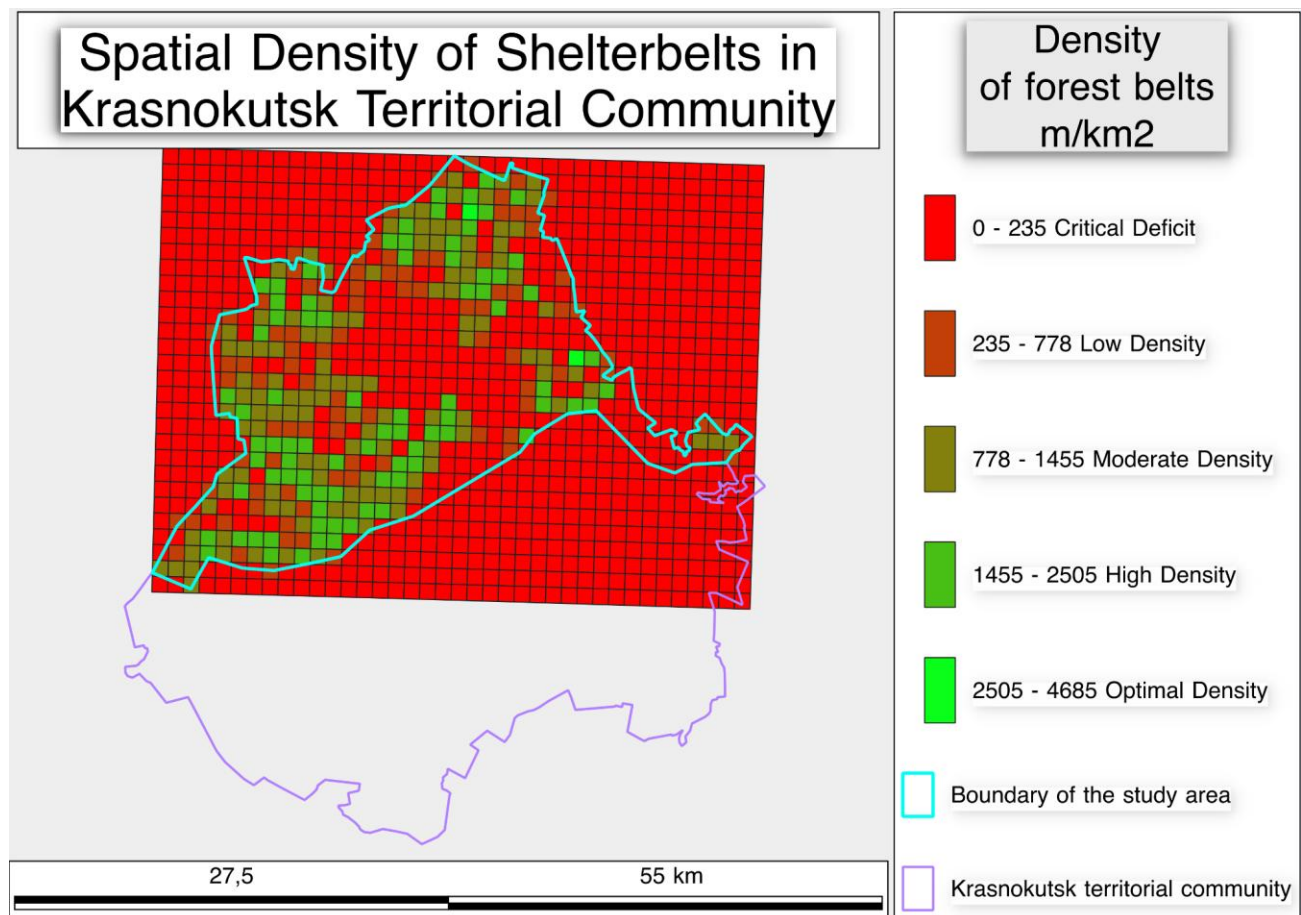 Spatial Density of Shelterbelts in
Krasnokutsk Territorial Community
Density
of forest belts
m/km2
0 - 235 Critical Deficit
235 - 778 Low Density
778 - 1455 Moderate Density
1455 - 2505 High Density
2505 - 4685 Optimal Density
Boundary of the study area
Krasnokutsk territorial community
27,5
55 km